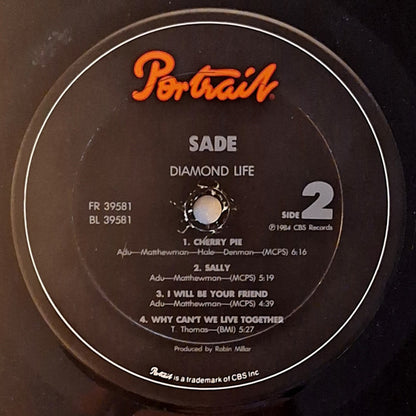 Portrait®
SADE
DIAMOND LIFE
FR 39581
BL 39581
SIDE 2
℗1984 CBS Records
1. CHERRY PIE
Adu—Matthewman—Hale—Denman—(MCPS) 6:16
2. SALLY
Adu—Matthewman—(MCPS) 5:19
3. I WILL BE YOUR FRIEND
Adu—Matthewman—(MCPS) 4:39
4. WHY CAN'T WE LIVE TOGETHER
T. Thomas—(BMI) 5:27
Produced by Robin Millar
Portrait is a trademark of CBS Inc